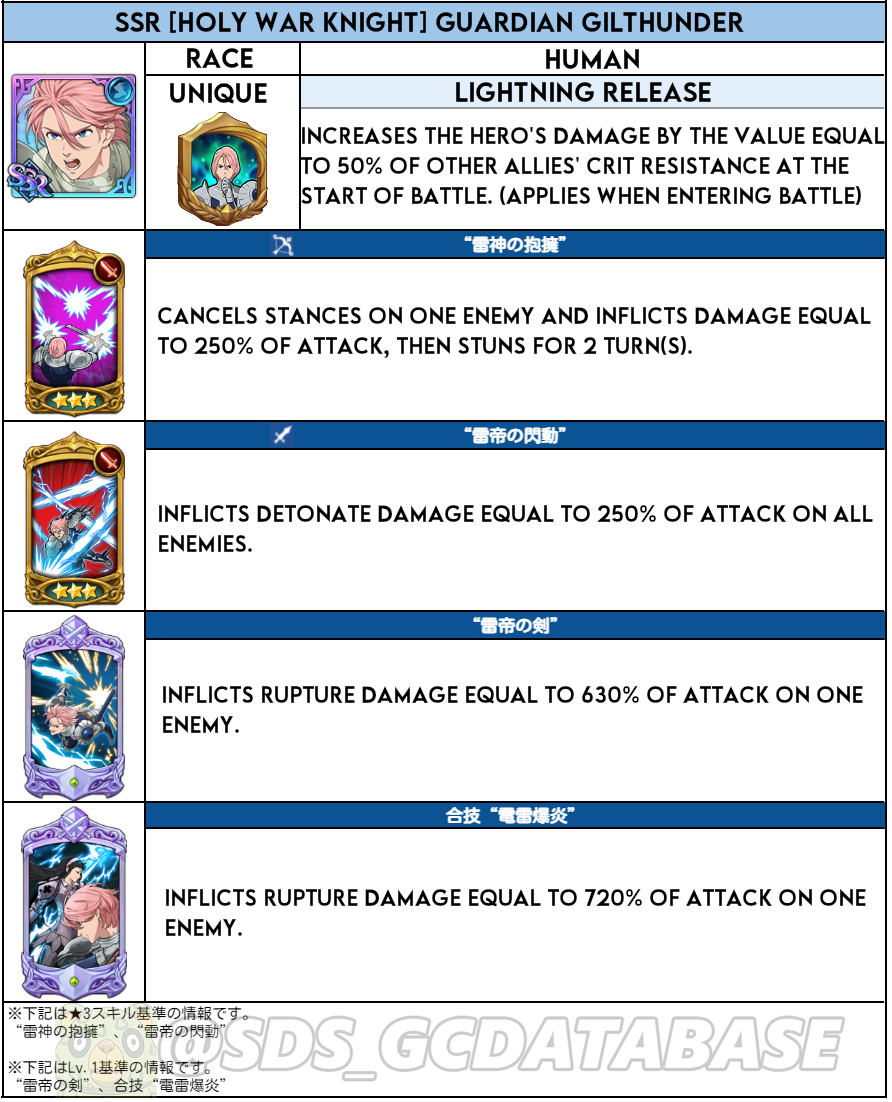 SSR [HOLY WAR KNIGHT] GUARDIAN GILTHUNDER
RACE
HUMAN
UNIQUE
LIGHTNING RELEASE
INCREASES THE HERO'S DAMAGE BY THE VALUE EQUAL
TO 50% OF OTHER ALLIES' CRIT RESISTANCE AT THE
START OF BATTLE. (APPLIES WHEN ENTERING BATTLE)
SSR
“雷神の抱擁”
CANCELS STANCES ON ONE ENEMY AND INFLICTS DAMAGE EQUAL
TO 250% OF ATTACK, THEN STUNS FOR 2 TURN(S).
“雷帝の閃動”
INFLICTS DETONATE DAMAGE EQUAL TO 250% OF ATTACK ON ALL
ENEMIES.
“雷帝の剣”
INFLICTS RUPTURE DAMAGE EQUAL TO 630% OF ATTACK ON ONE
ENEMY.
合技“電雷爆炎”
INFLICTS RUPTURE DAMAGE EQUAL TO 720% OF ATTACK ON ONE
ENEMY.
※下記は★3スキル基準の情報です。
“雷神の抱擁”、“雷帝の閃動”
@SDS_GCDATABASE
※下記はLv. 1基準の情報です。
“雷帝の剣”、合技“電雷爆炎”